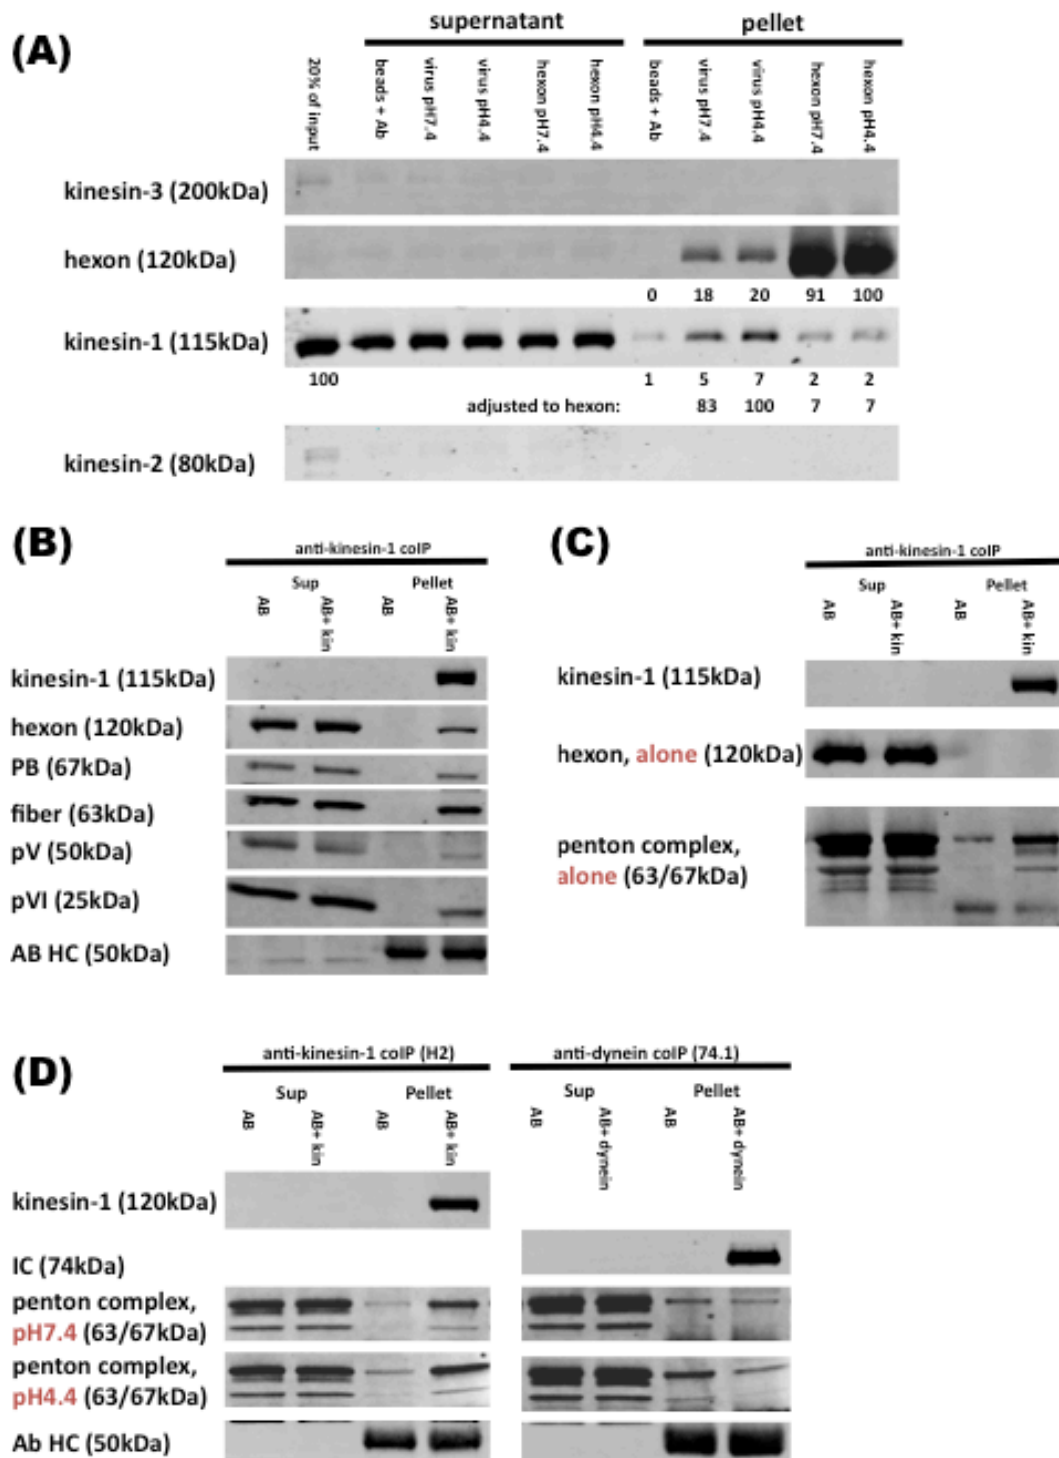 (A)
supernatant
pellet
20% of input
beads + Ab
virus pH7.4
virus pH4.4
hexon pH7.4
hexon pH4.4
beads + Ab
virus pH7.4
virus pH4.4
hexon pH7.4
hexon pH4.4
kinesin-3 (200kDa)
hexon (120kDa)
0 18 20 91 100
kinesin-1 (115kDa)
100 1 5 7 2 2
adjusted to hexon: 83 100 7 7
kinesin-2 (80kDa)
(B)
anti-kinesin-1 coIP
Sup Pellet
AB
AB+ kin
AB
AB+ kin
kinesin-1 (115kDa)
hexon (120kDa)
PB (67kDa)
fiber (63kDa)
pV (50kDa)
pVI (25kDa)
AB HC (50kDa)
(C)
anti-kinesin-1 coIP
Sup Pellet
AB
AB+ kin
AB
AB+ kin
kinesin-1 (115kDa)
hexon, alone (120kDa)
penton complex,
alone (63/67kDa)
(D)
anti-kinesin-1 coIP (H2)
Sup Pellet
AB
AB+ kin
AB
AB+ kin
anti-dynein coIP (74.1)
Sup Pellet
AB
AB+ dynein
AB
AB+ dynein
kinesin-1 (120kDa)
IC (74kDa)
penton complex,
pH7.4 (63/67kDa)
penton complex,
pH4.4 (63/67kDa)
Ab HC (50kDa)